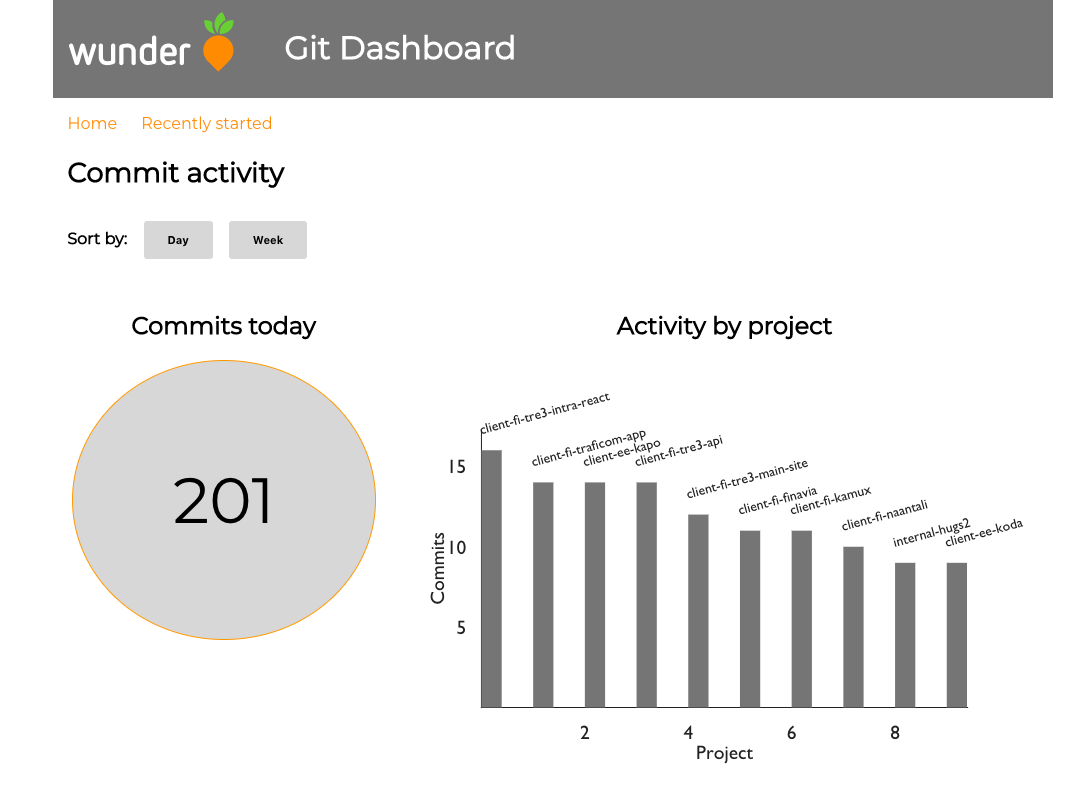 wunder
Git Dashboard
Home
Recently started
Commit activity
Sort by:
Day
Week
Commits today
201
Activity by project
client-fi-tre3-intra-react
client-fi-traficom-app
client-ee-kapo
client-fi-tre3-api
client-fi-tre3-main-site
client-fi-finavia
client-fi-kamux
client-fi-naantali
internal-hugs2
client-ee-koda
15
10
5
Commits
2
4
6
8
Project